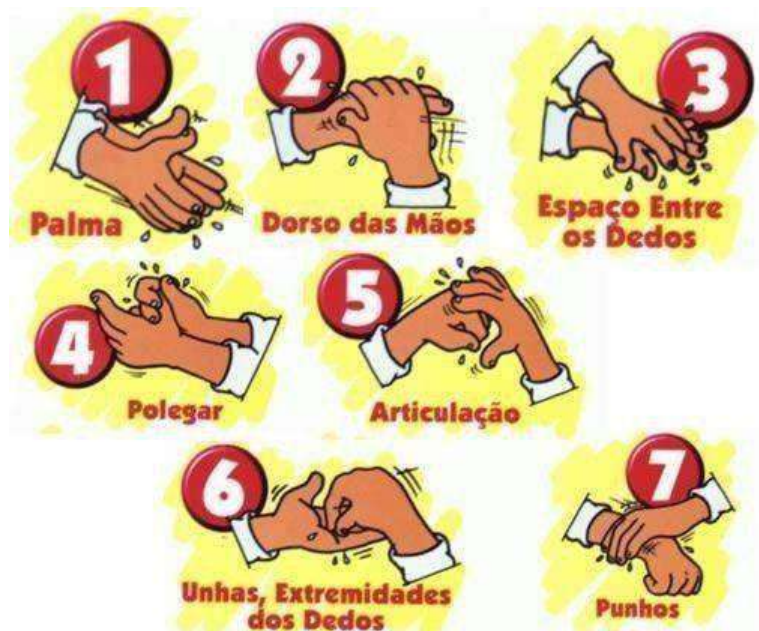 1
Palma
2
Dorso das Mãos
3
Espaço Entre
os Dedos
4
Polegar
5
Articulação
6
Unhas, Extremidades
dos Dedos
7
Punhos